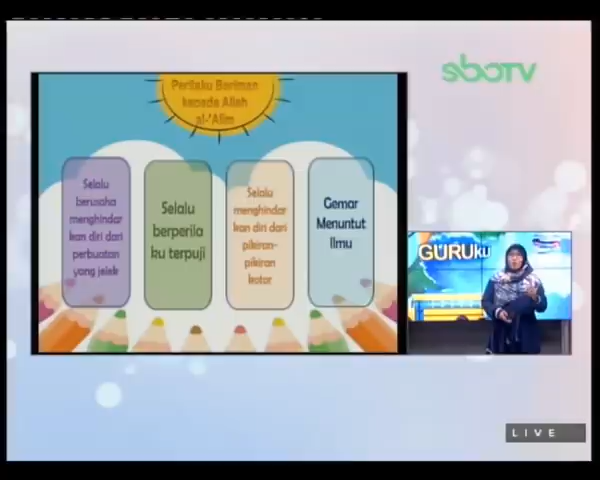 sboTV
Perilaku Beriman
kepada Allah
al-'Alim
Selalu
berusaha
menghindar
kan diri dari
perbuatan
yang jelek
Selalu
berperila
ku terpuji
Selalu
menghindar
kan diri dari
pikiran-
pikiran
kotor
Gemar
Menuntut
Ilmu
GURUKU
LIVE